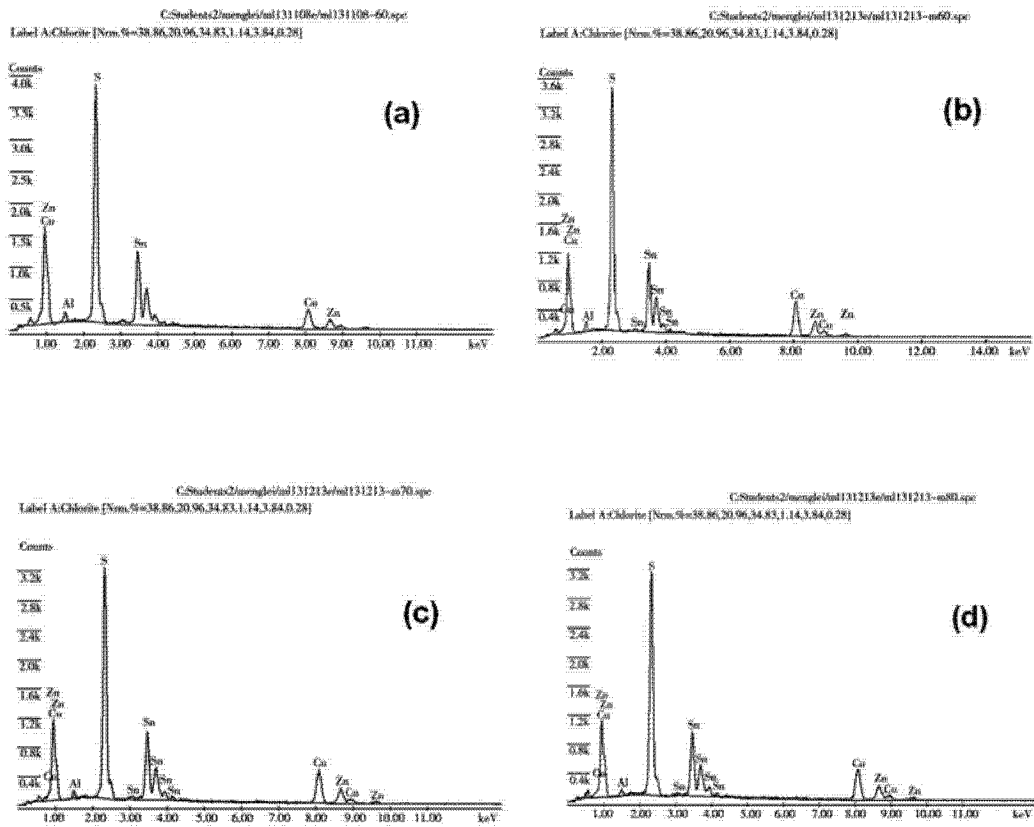 C:Students2/menglei/ml131108e/ml131108-60.spc
Label A:Chlorite [Nrm.%=38.86,20.96,34.83,1.14,3.84,0.28]
Counts
4.0k
3.5k
3.0k
2.5k
2.0k
1.5k
1.0k
0.5k
S
Zn
Cu
Al
Sn
Cu
Zn
(a)
1.00 2.00 3.00 4.00 5.00 6.00 7.00 8.00 9.00 10.00 11.00 keV
C:Students2/menglei/ml131213e/ml131213-m60.spc
Label A:Chlorite [Nrm.%=38.86,20.96,34.83,1.14,3.84,0.28]
Counts
3.6k
3.2k
2.8k
2.4k
2.0k
1.6k
1.2k
0.8k
0.4k
S
Zn
Zn
Cu
Cu
Al
Sn
Sn
Sn
Sn
Sn
Cu
Zn
Cu
Zn
(b)
2.00 4.00 6.00 8.00 10.00 12.00 14.00 keV
C:Students2/menglei/ml131213e/ml131213-m70.spc
Label A:Chlorite [Nrm.%=38.86,20.96,34.83,1.14,3.84,0.28]
Counts
3.2k
2.8k
2.4k
2.0k
1.6k
1.2k
0.8k
0.4k
S
Zn
Zn
Cu
Cu
Al
Sn
Sn
Sn
Sn
Sn
Cu
Zn
Cu
Zn
(c)
1.00 2.00 3.00 4.00 5.00 6.00 7.00 8.00 9.00 10.00 11.00 keV
C:Students2/menglei/ml131213e/ml131213-m80.spc
Label A:Chlorite [Nrm.%=38.86,20.96,34.83,1.14,3.84,0.28]
Counts
3.2k
2.8k
2.4k
2.0k
1.6k
1.2k
0.8k
0.4k
S
Zn
Zn
Cu
Cu
Al
Sn
Sn
Sn
Sn
Sn
Cu
Zn
Cu
Zn
(d)
1.00 2.00 3.00 4.00 5.00 6.00 7.00 8.00 9.00 10.00 11.00 keV